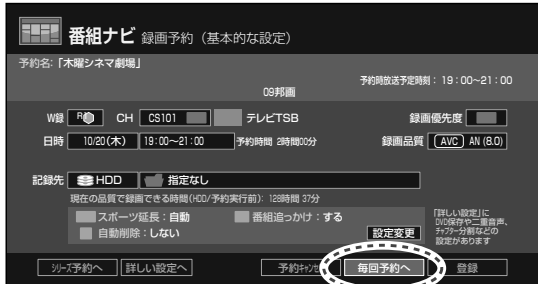 番組ナビ 録画予約（基本的な設定）
予約名:「木曜シネマ劇場」
予約時放送予定時刻：19：00～21：00
09邦画
W録 R1 CH CS101 テレビTSB 録画優先度
日時 10/20(木) 19：00～21：00 予約時間 2時間00分 録画品質 AVC AN (8.0)
記録先 HDD 指定なし
現在の品質で録画できる時間(HDD/予約実行前)：128時間 37分
スポーツ延長：自動 番組追っかけ：する
自動削除：しない 設定変更
「詳しい設定」に
DVD保存や二重音声、
チャプター分割などの
設定があります
シリーズ予約へ 詳しい設定へ 予約キャンセル 毎回予約へ 登録